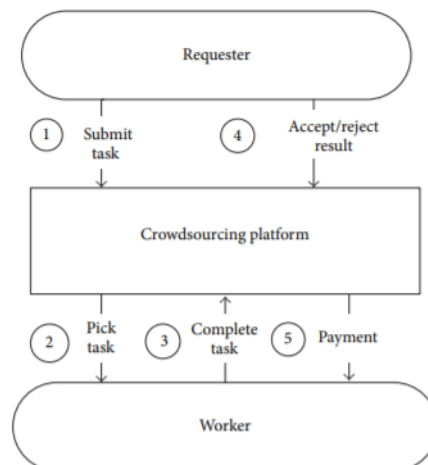 Requester
1
Submit
task
4
Accept/reject
result
Crowdsourcing platform
2
Pick
task
3
Complete
task
5
Payment
Worker